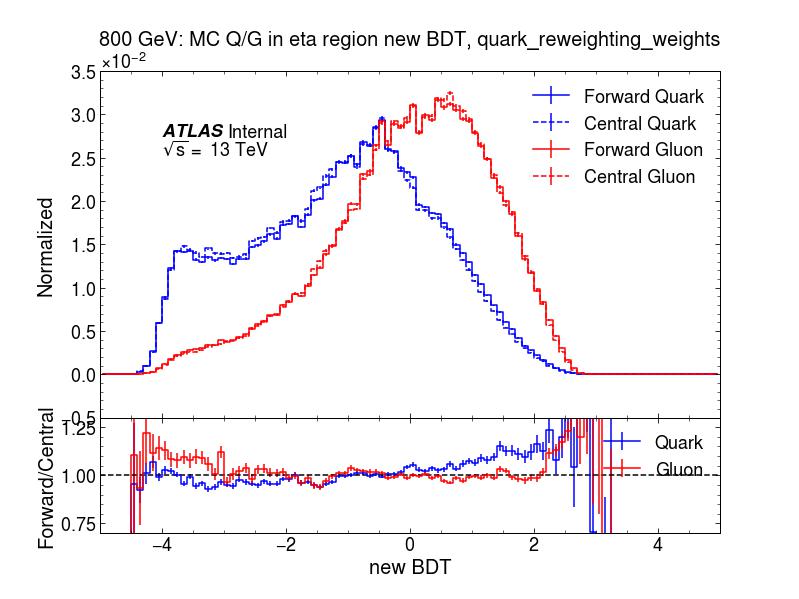 800 GeV: MC Q/G in eta region new BDT, quark_reweighting_weights
×10⁻²
3.5
3.0
2.5
2.0
1.5
1.0
0.5
0.0
0.5
Normalized
ATLAS Internal
√s = 13 TeV
Forward Quark
Central Quark
Forward Gluon
Central Gluon
1.25
1.00
0.75
Forward/Central
Quark
Gluon
−4
−2
0
2
4
new BDT